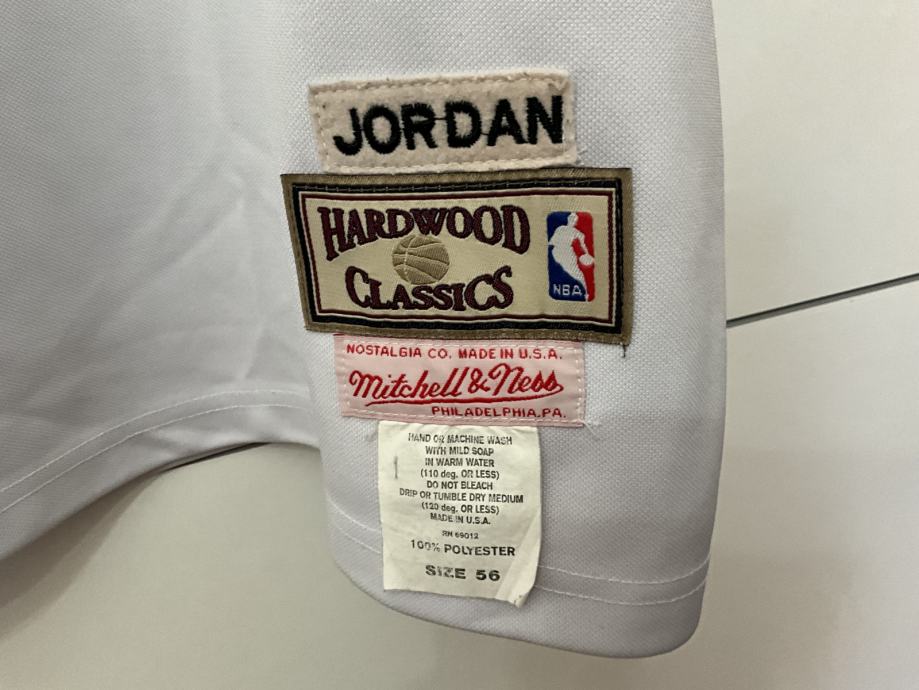 JORDAN
HARDWOOD
CLASSICS
NBA
NOSTALGIA CO. MADE IN U.S.A.
Mitchell & Ness
PHILADELPHIA, PA.
HAND OR MACHINE WASH
WITH MILD SOAP
IN WARM WATER
(110 deg. OR LESS)
DO NOT BLEACH
DRIP OR TUMBLE DRY MEDIUM
(120 deg. OR LESS)
MADE IN U.S.A.
RN 69012
100% POLYESTER
SIZE 56